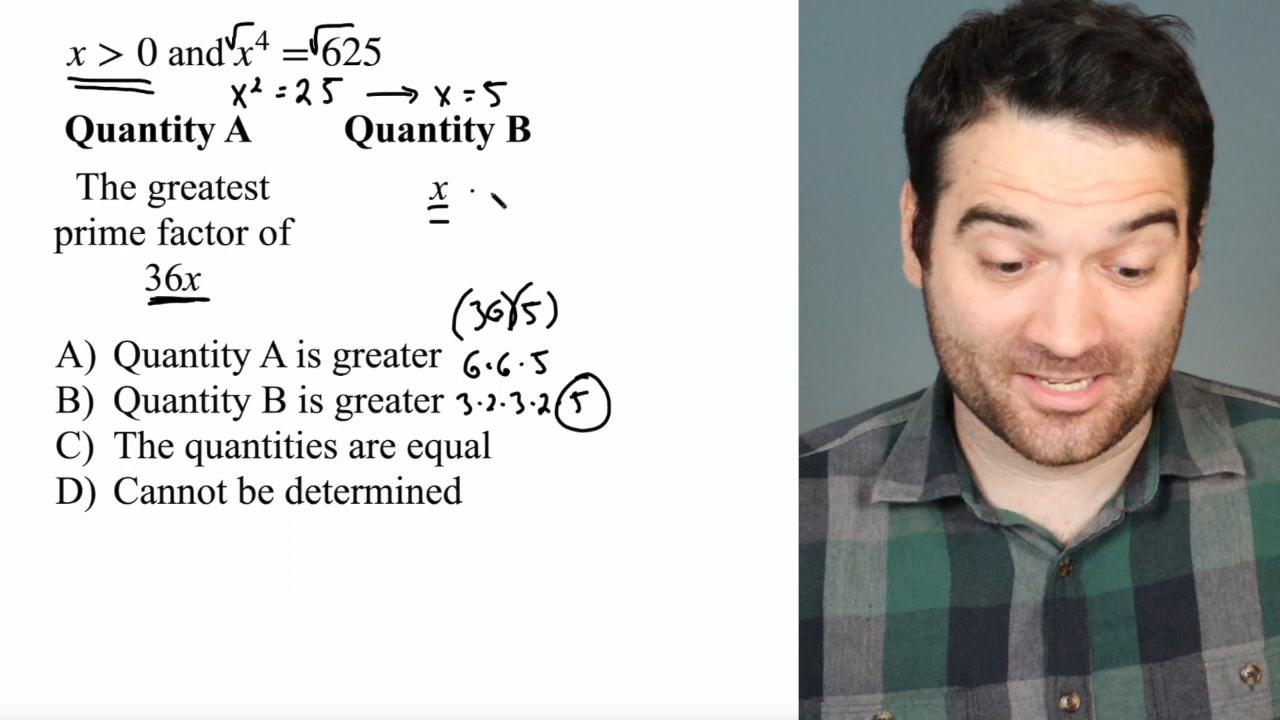 x > 0 and √x⁴ = √625
x² = 25 → x = 5
Quantity A Quantity B
The greatest
prime factor of
36x
x ·
(36)(5)
A) Quantity A is greater 6·6·5
B) Quantity B is greater 3·2·3·2 5
C) The quantities are equal
D) Cannot be determined